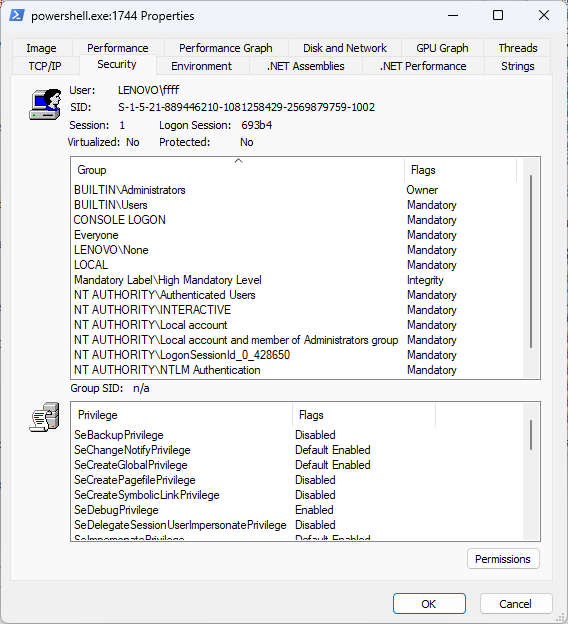 powershell.exe:1744 Properties
Image Performance Performance Graph Disk and Network GPU Graph Threads
TCP/IP Security Environment .NET Assemblies .NET Performance Strings
User: LENOVO\ffff
SID: S-1-5-21-889446210-1081258429-2569879759-1002
Session: 1 Logon Session: 693b4
Virtualized: No Protected: No
Group Flags
BUILTIN\Administrators Owner
BUILTIN\Users Mandatory
CONSOLE LOGON Mandatory
Everyone Mandatory
LENOVO\None Mandatory
LOCAL Mandatory
Mandatory Label\High Mandatory Level Integrity
NT AUTHORITY\Authenticated Users Mandatory
NT AUTHORITY\INTERACTIVE Mandatory
NT AUTHORITY\Local account Mandatory
NT AUTHORITY\Local account and member of Administrators group Mandatory
NT AUTHORITY\LogonSessionId_0_428650 Mandatory
NT AUTHORITY\NTLM Authentication Mandatory
Group SID: n/a
Privilege Flags
SeBackupPrivilege Disabled
SeChangeNotifyPrivilege Default Enabled
SeCreateGlobalPrivilege Default Enabled
SeCreatePagefilePrivilege Disabled
SeCreateSymbolicLinkPrivilege Disabled
SeDebugPrivilege Enabled
SeDelegateSessionUserImpersonatePrivilege Disabled
SeImpersonatePrivilege Default Enabled
Permissions
OK Cancel